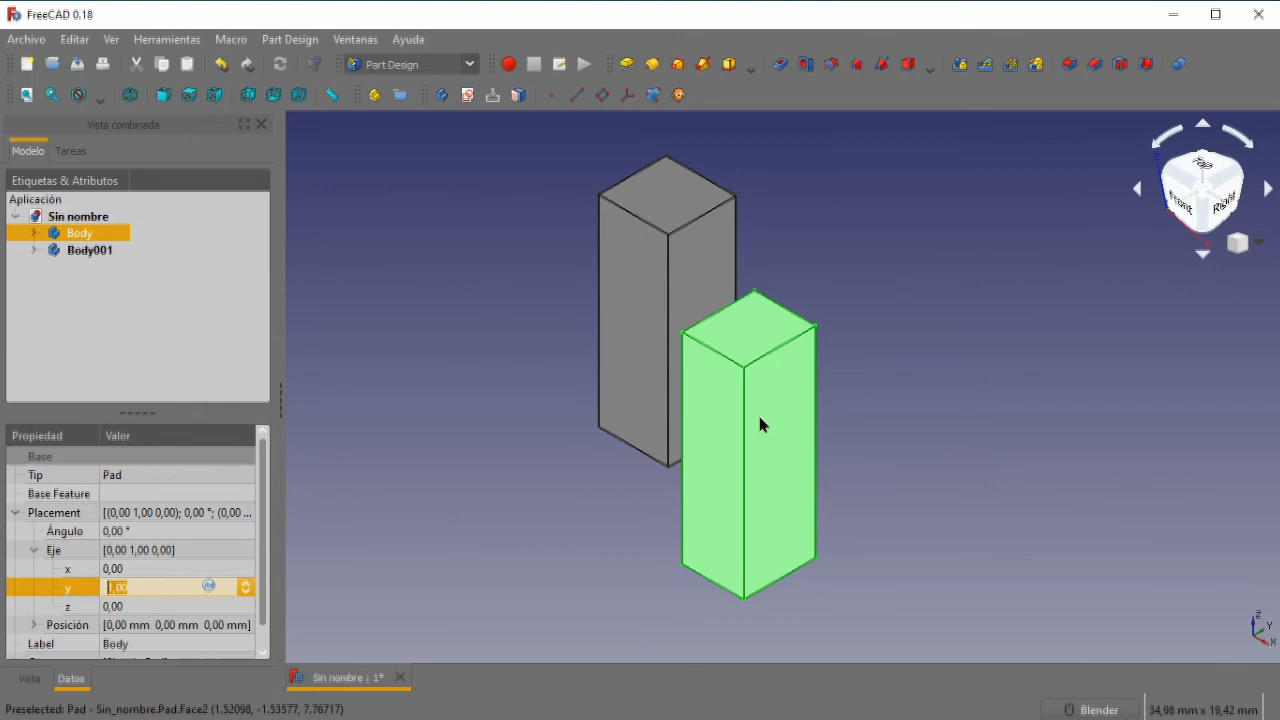 FreeCAD 0.18
Archivo Editar Ver Herramientas Macro Part Design Ventanas Ayuda
Part Design
Vista combinada
Modelo Tareas
Etiquetas & Atributos
Aplicación
Sin nombre
Body
Body001
Propiedad Valor
Base
Tip Pad
Base Feature
Placement [(0,00 1,00 0,00); 0,00 °; (0,00 ...
Ángulo 0,00 °
Eje [0,00 1,00 0,00]
x 0,00
y 1,00
z 0,00
Posición [0,00 mm 0,00 mm 0,00 mm]
Label Body
Vista Datos
Sin nombre : 1*
Front Right
Z
Y
X
Preselected: Pad - Sin_nombre.Pad.Face2 (1.52098, -1.53577, 7.76717)
Blender
34,98 mm x 19,42 mm